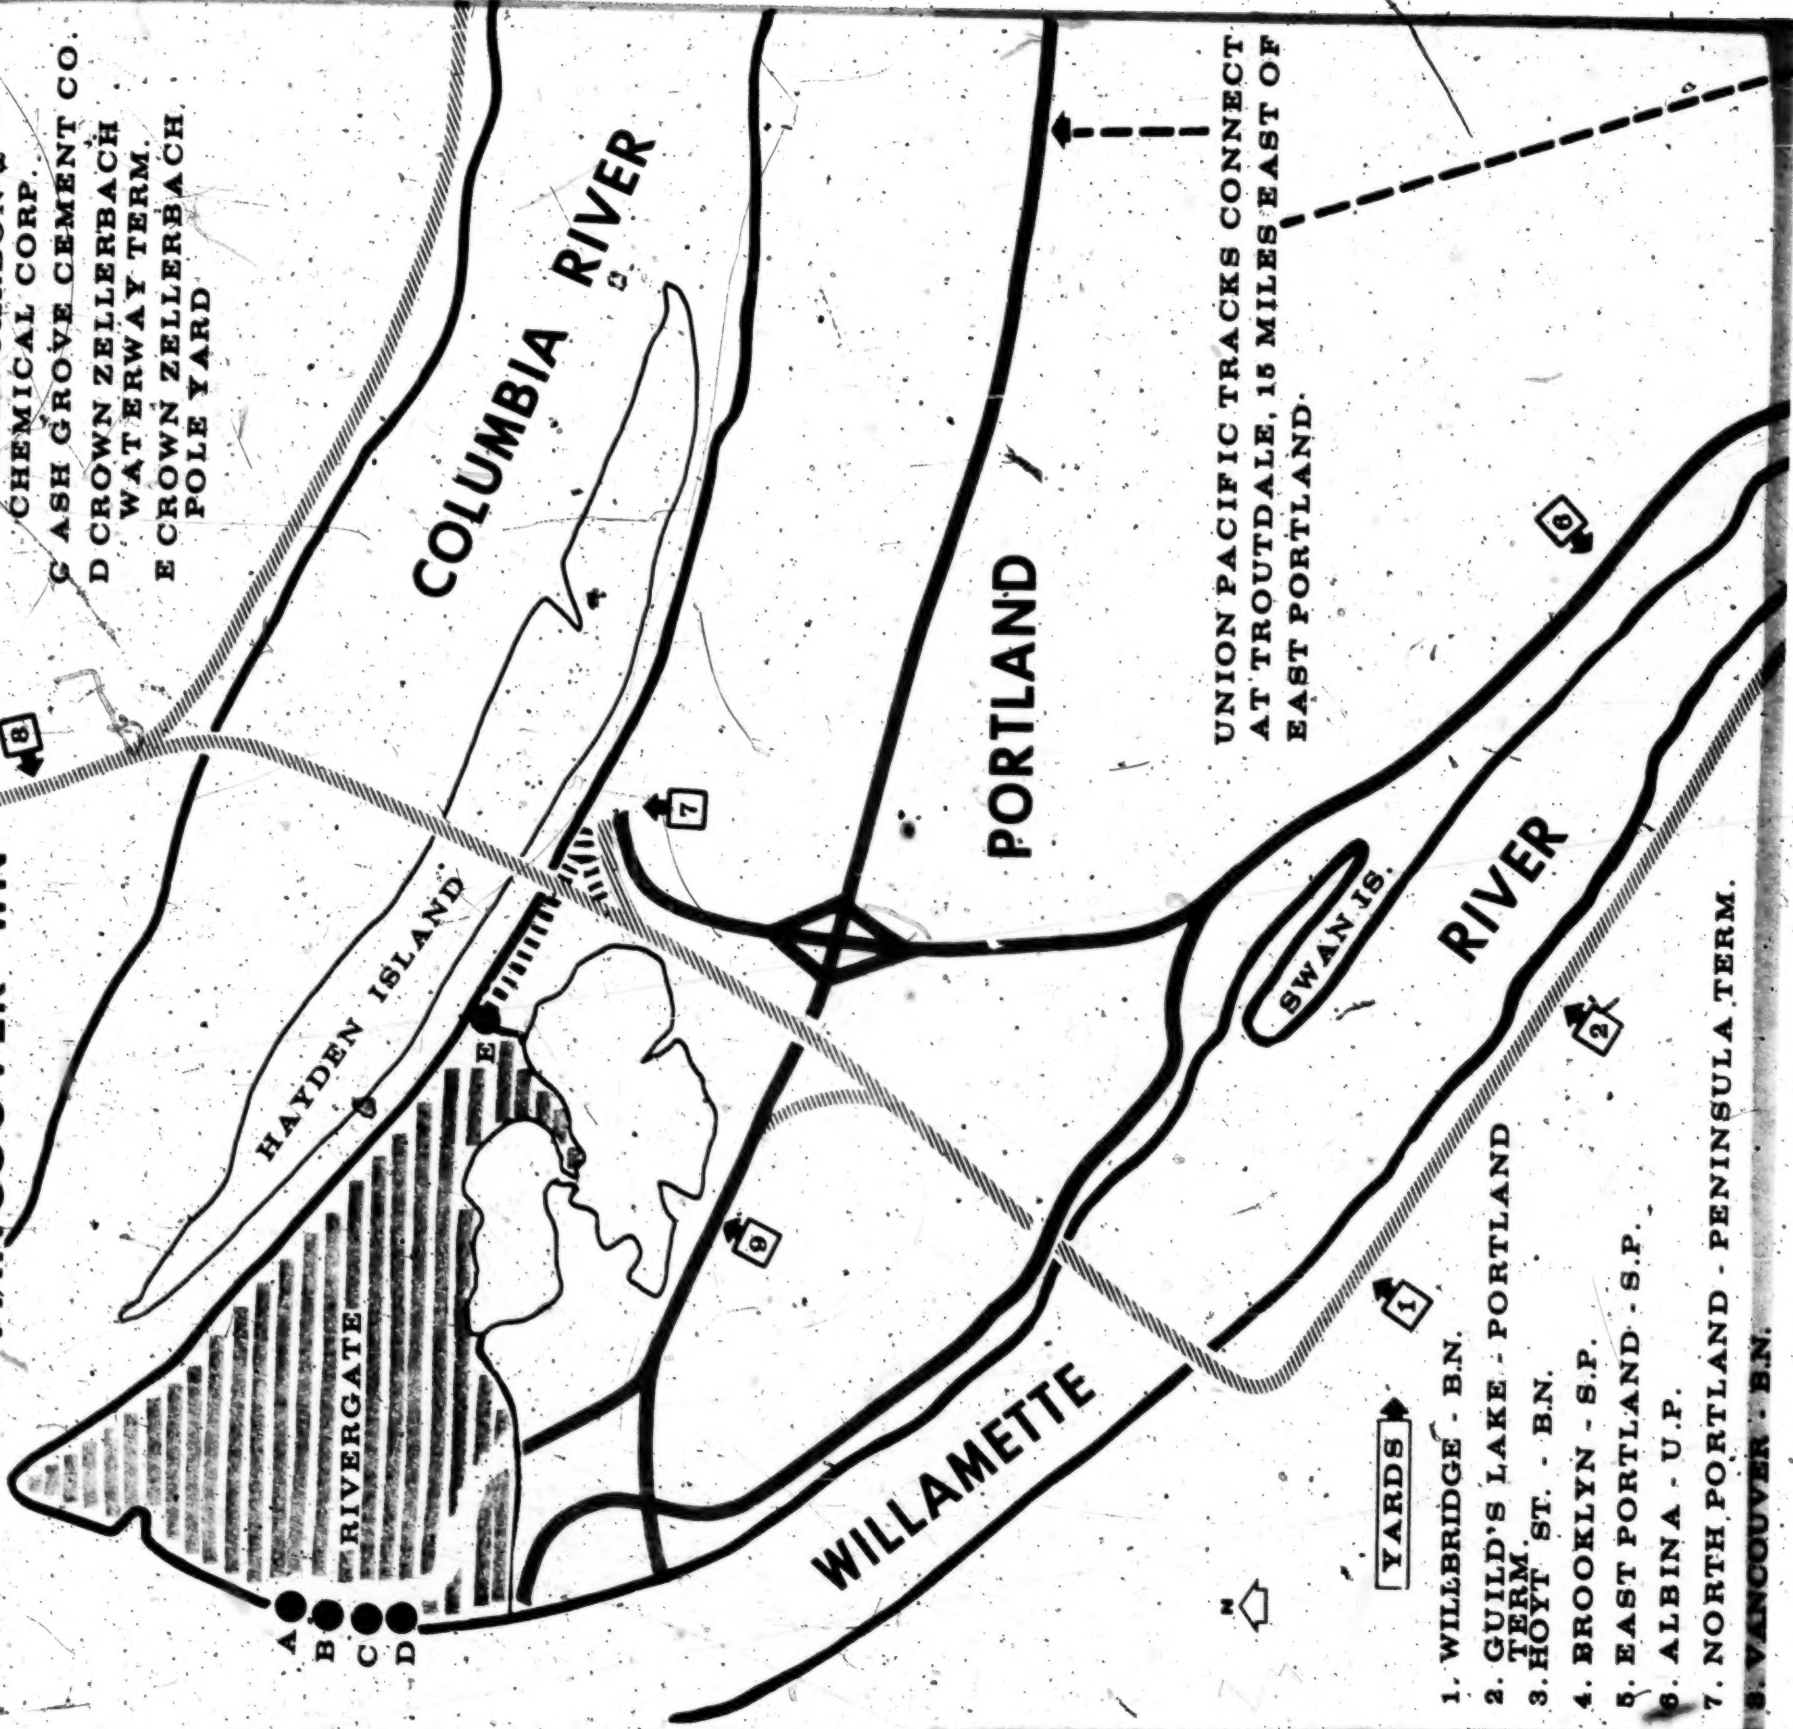 CHEMICAL CORP.
C ASH GROVE CEMENT CO.
D CROWN ZELLERBACH
WATERWAY TERM.
E CROWN ZELLERBACH
POLE YARD
8
COLUMBIA RIVER
HAYDEN ISLAND
7
PORTLAND
UNION PACIFIC TRACKS CONNECT
AT TROUTDALE, 15 MILES EAST OF
EAST PORTLAND.
E
RIVERGATE
A
B
C
D
9
6
SWAN IS.
WILLAMETTE RIVER
2
1
N
YARDS
1. WILLBRIDGE - B.N.
2. GUILD'S LAKE - PORTLAND
TERM.
3. HOYT ST. - B.N.
4. BROOKLYN - S.P.
5. EAST PORTLAND - S.P.
6. ALBINA - U.P.
7. NORTH PORTLAND - PENINSULA TERM.
8. VANCOUVER - B.N.